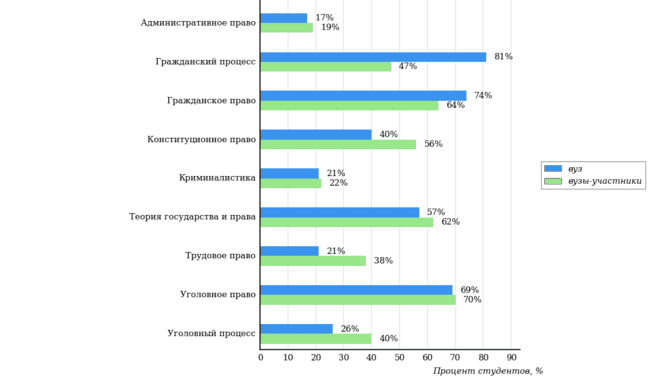 Административное право
17%
19%
Гражданский процесс
81%
47%
Гражданское право
74%
64%
Конституционное право
40%
56%
Криминалистика
21%
22%
Теория государства и права
57%
62%
Трудовое право
21%
38%
Уголовное право
69%
70%
Уголовный процесс
26%
40%
0 10 20 30 40 50 60 70 80 90
Процент студентов, %
вуз
вузы-участники